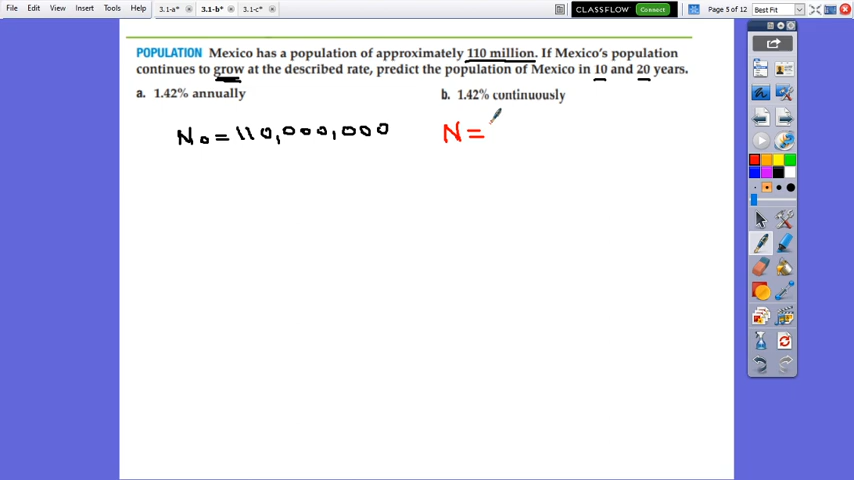 File Edit View Insert Tools Help 3.1-a* 3.1-b* 3.1-c* CLASSFLOW Connect Page 5 of 12 Best Fit
POPULATION Mexico has a population of approximately 110 million. If Mexico's population
continues to grow at the described rate, predict the population of Mexico in 10 and 20 years.
a. 1.42% annually b. 1.42% continuously
N₀ = 110,000,000 N =